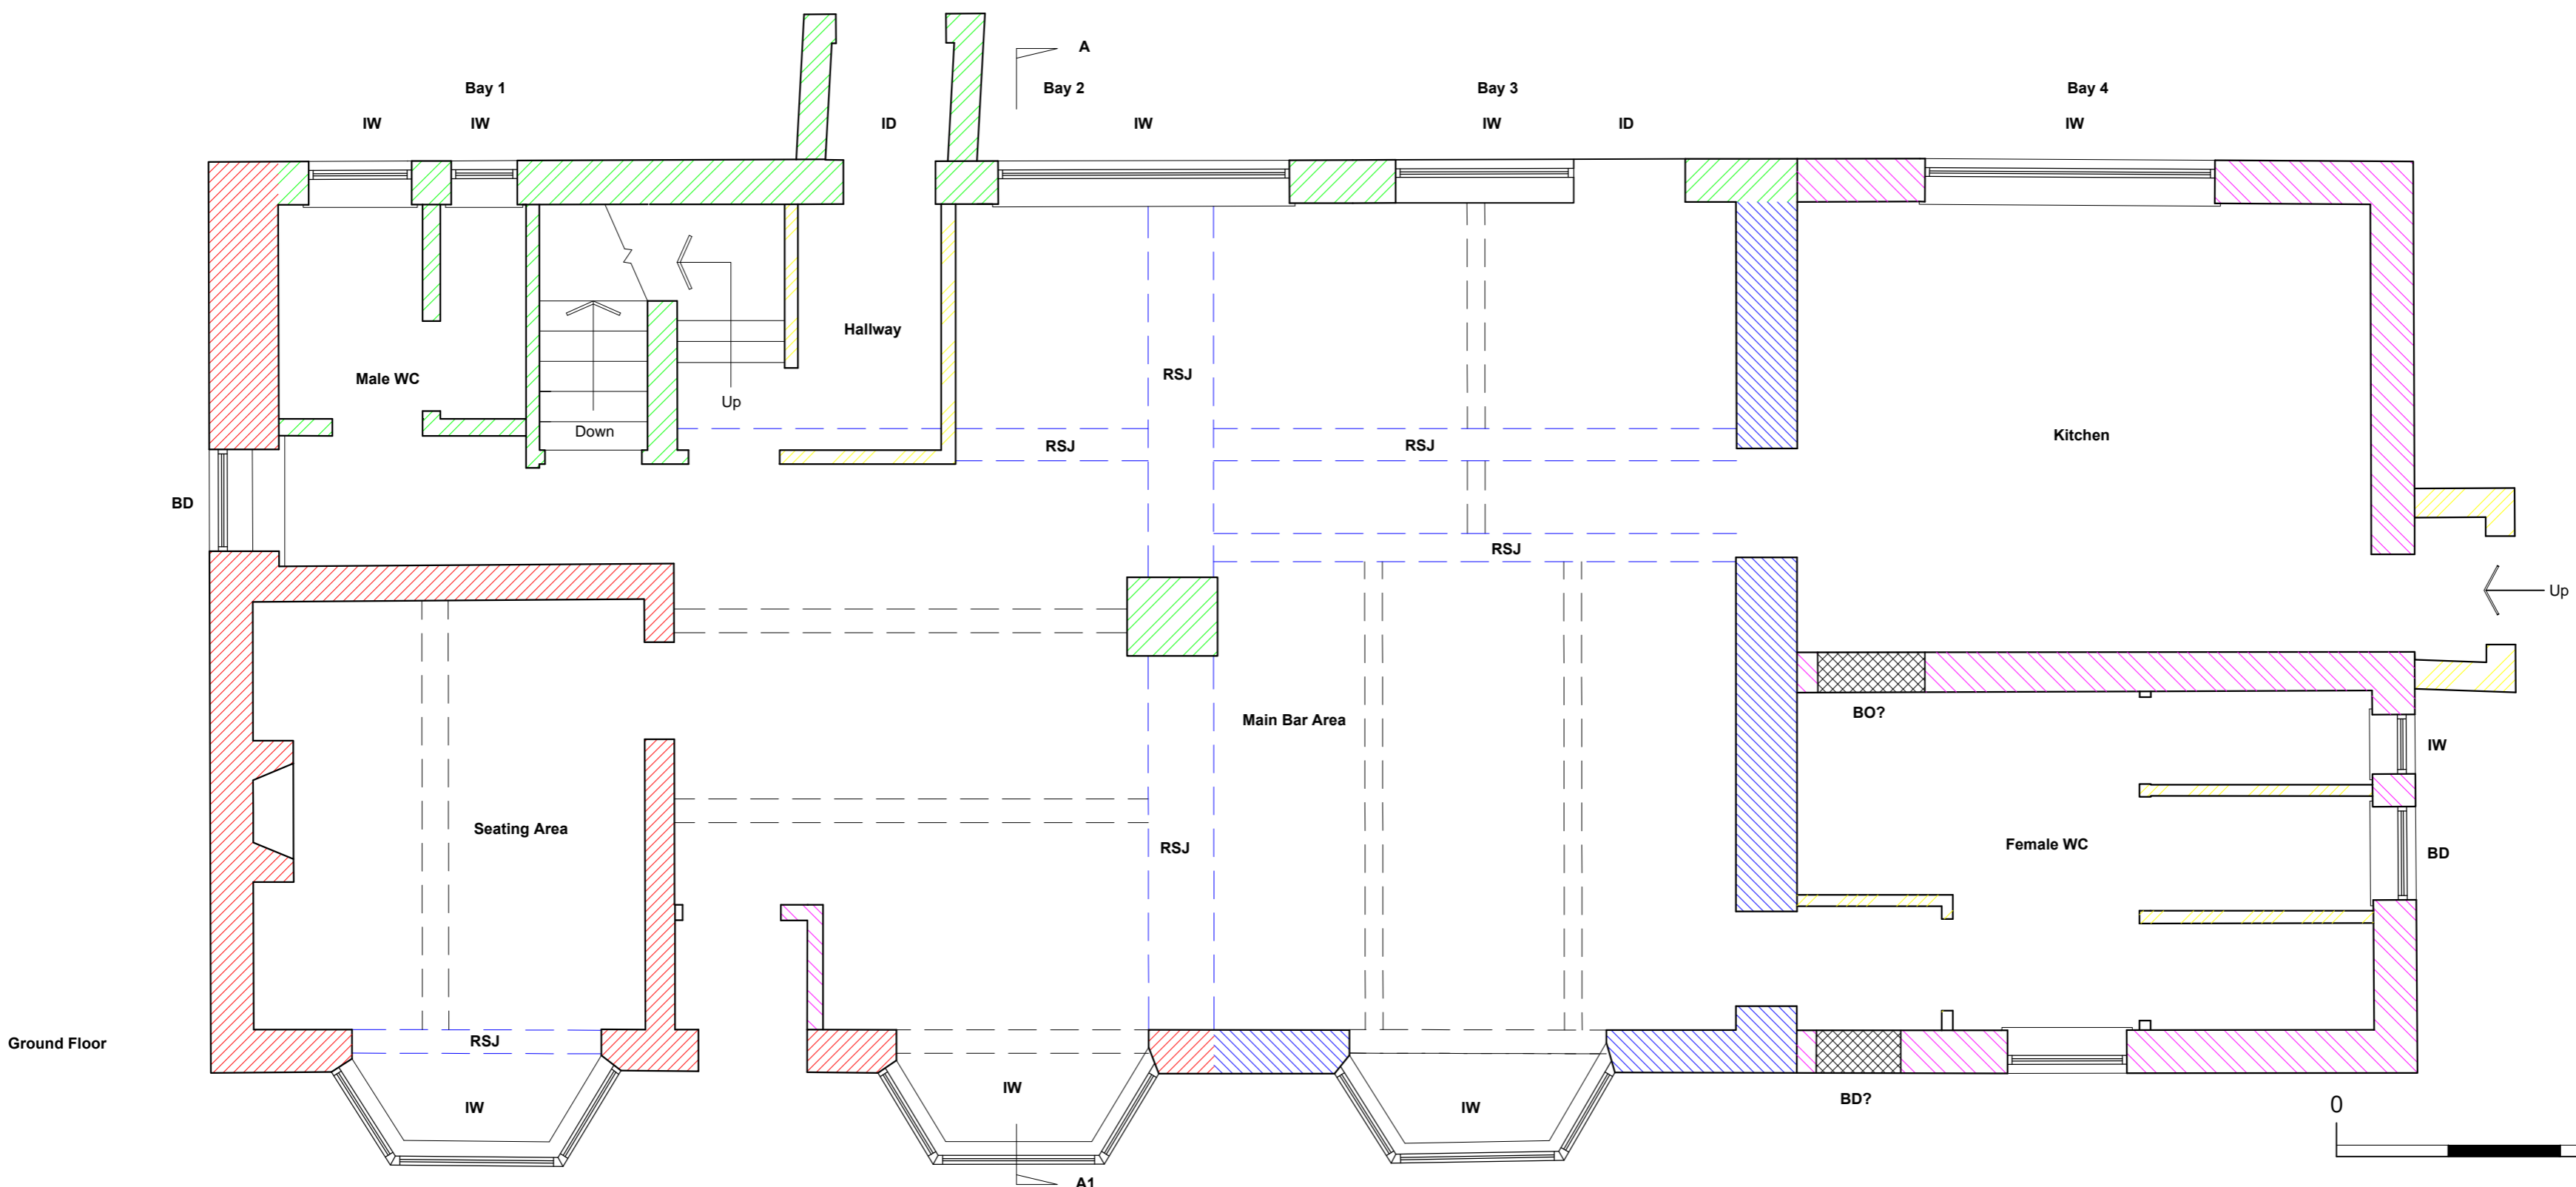 A
Bay 1
Bay 2
Bay 3
Bay 4
IW
IW
ID
IW
IW
ID
IW
Hallway
Male WC
RSJ
Up
Down
RSJ
RSJ
Kitchen
BD
RSJ
Up
BO?
Main Bar Area
IW
Seating Area
RSJ
Female WC
BD
Ground Floor
RSJ
IW
IW
IW
BD?
0
A1